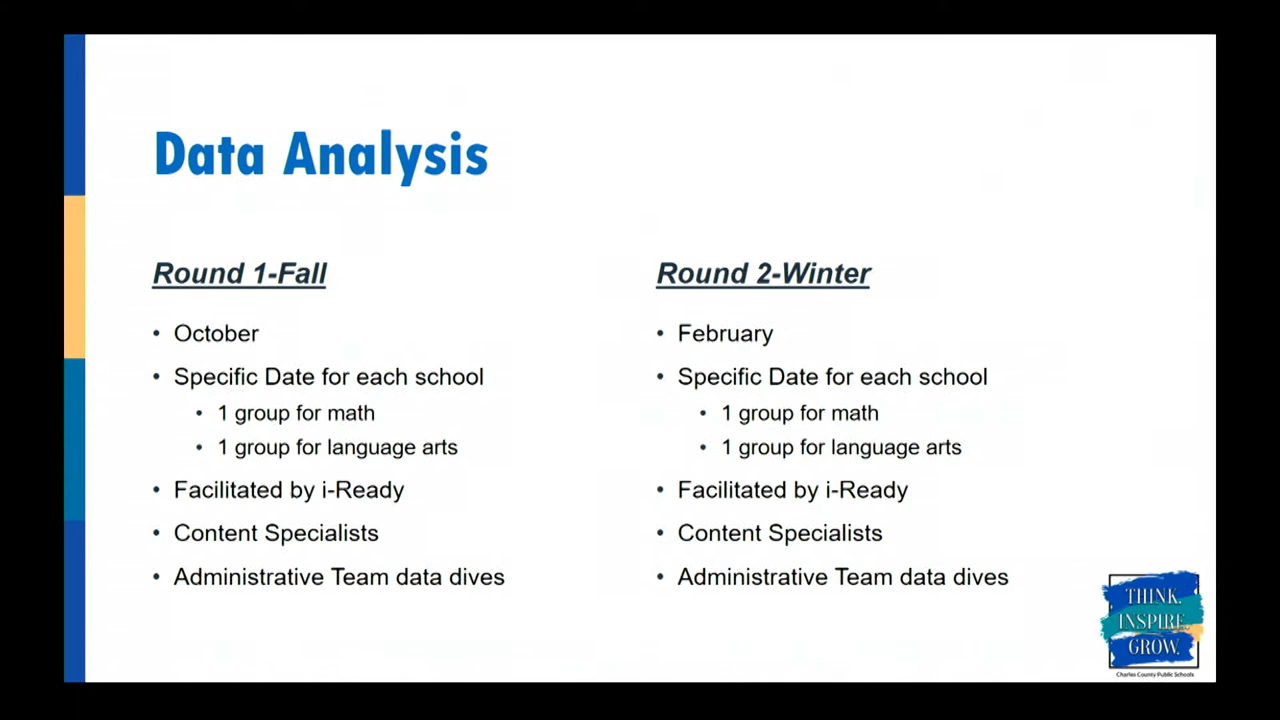 Data Analysis
Round 1-Fall
• October
• Specific Date for each school
• 1 group for math
• 1 group for language arts
• Facilitated by i-Ready
• Content Specialists
• Administrative Team data dives
Round 2-Winter
• February
• Specific Date for each school
• 1 group for math
• 1 group for language arts
• Facilitated by i-Ready
• Content Specialists
• Administrative Team data dives
THINK.
INSPIRE.
GROW.
Charles County Public Schools